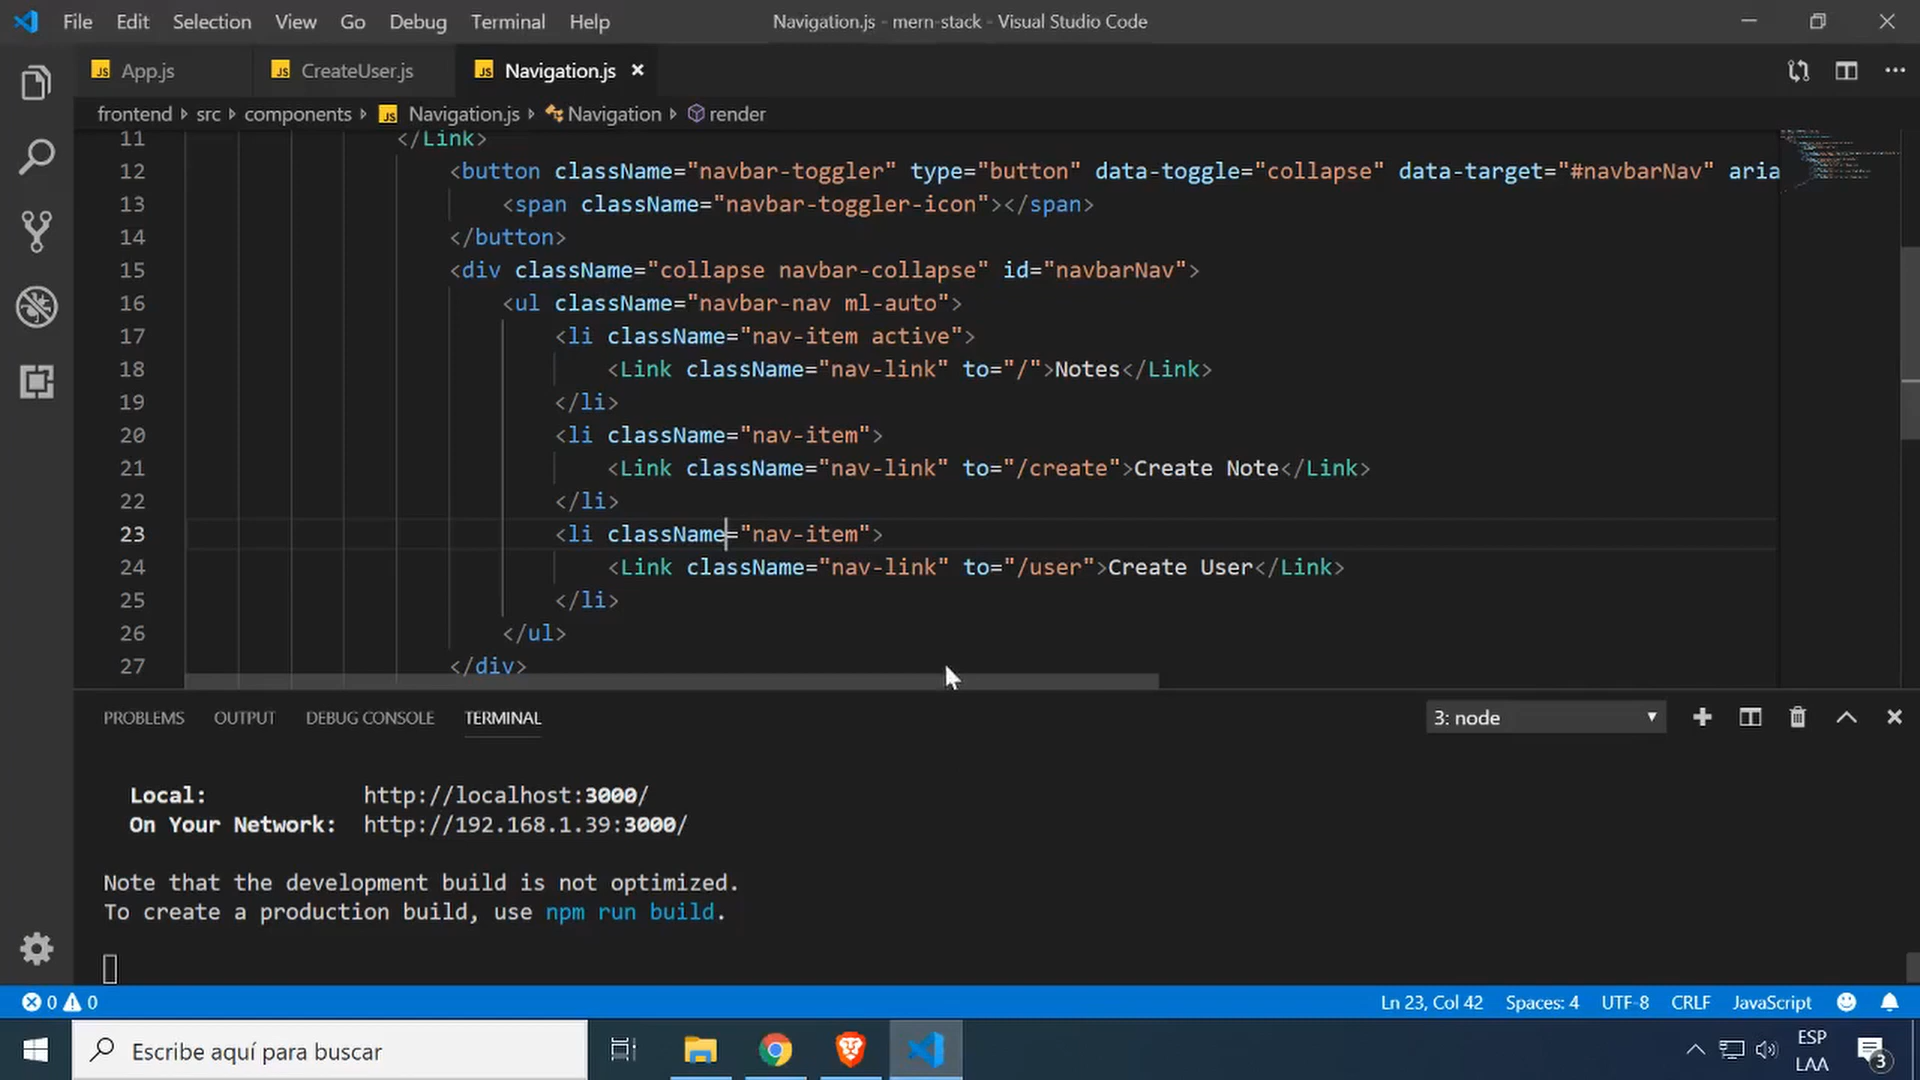 File Edit Selection View Go Debug Terminal Help Navigation.js - mern-stack - Visual Studio Code
JS App.js JS CreateUser.js JS Navigation.js
frontend src components JS Navigation.js Navigation render
11 </Link>
12 <button className="navbar-toggler" type="button" data-toggle="collapse" data-target="#navbarNav" aria
13 <span className="navbar-toggler-icon"></span>
14 </button>
15 <div className="collapse navbar-collapse" id="navbarNav">
16 <ul className="navbar-nav ml-auto">
17 <li className="nav-item active">
18 <Link className="nav-link" to="/">Notes</Link>
19 </li>
20 <li className="nav-item">
21 <Link className="nav-link" to="/create">Create Note</Link>
22 </li>
23 <li className="nav-item">
24 <Link className="nav-link" to="/user">Create User</Link>
25 </li>
26 </ul>
27 </div>
PROBLEMS OUTPUT DEBUG CONSOLE TERMINAL 3: node
Local: http://localhost:3000/
On Your Network: http://192.168.1.39:3000/
Note that the development build is not optimized.
To create a production build, use npm run build.
0 0 Ln 23, Col 42 Spaces: 4 UTF-8 CRLF JavaScript
Escribe aquí para buscar
ESP
LAA
3